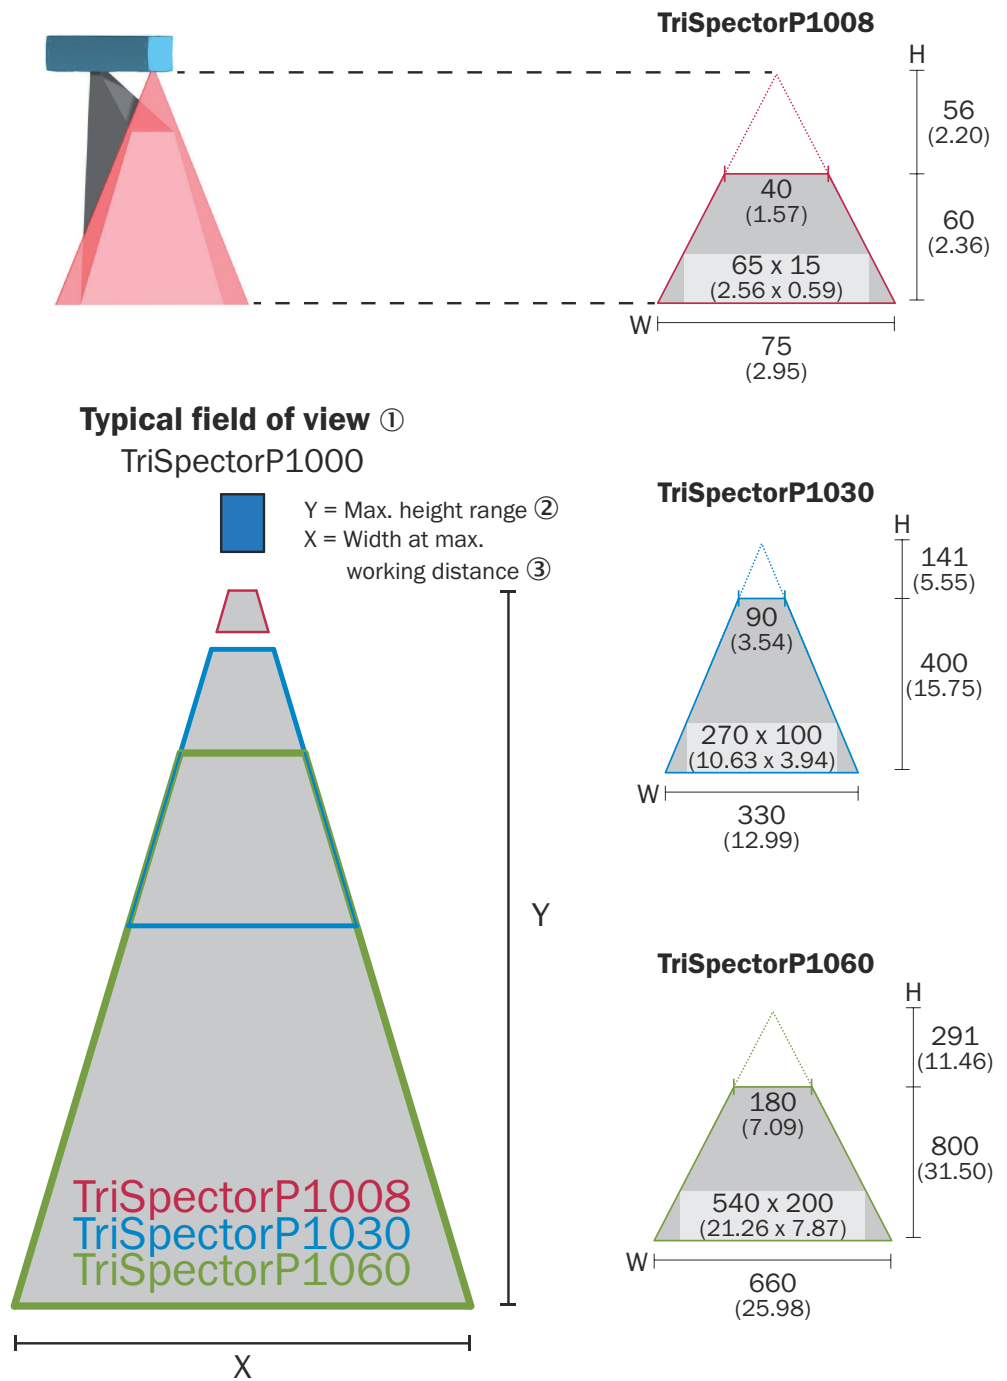 TriSpectorP1008
H
56
(2.20)
40
(1.57)
60
(2.36)
65 x 15
(2.56 x 0.59)
W
75
(2.95)
Typical field of view ①
TriSpectorP1000
Y = Max. height range ②
X = Width at max.
working distance ③
Y
TriSpectorP1008
TriSpectorP1030
TriSpectorP1060
X
TriSpectorP1030
H
141
(5.55)
90
(3.54)
400
(15.75)
270 x 100
(10.63 x 3.94)
W
330
(12.99)
TriSpectorP1060
H
291
(11.46)
180
(7.09)
800
(31.50)
540 x 200
(21.26 x 7.87)
W
660
(25.98)